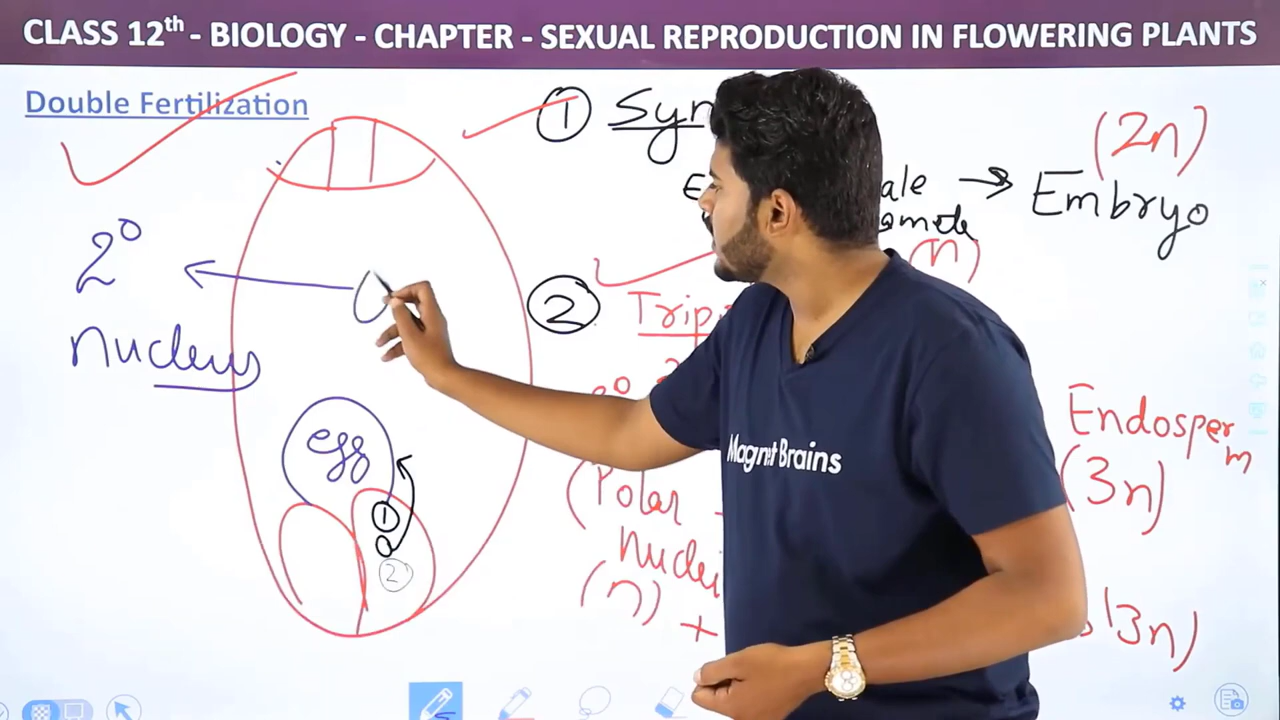 CLASS 12th - BIOLOGY - CHAPTER - SEXUAL REPRODUCTION IN FLOWERING PLANTS
Double Fertilization
① Syn
(2n)
ale → Embryo
amete
(n)
2° nucleus
②
Trip
Endosperm
(3n)
egg
①
②
(Polar
nuclei
(n)
+
(3n)
Magnet Brains